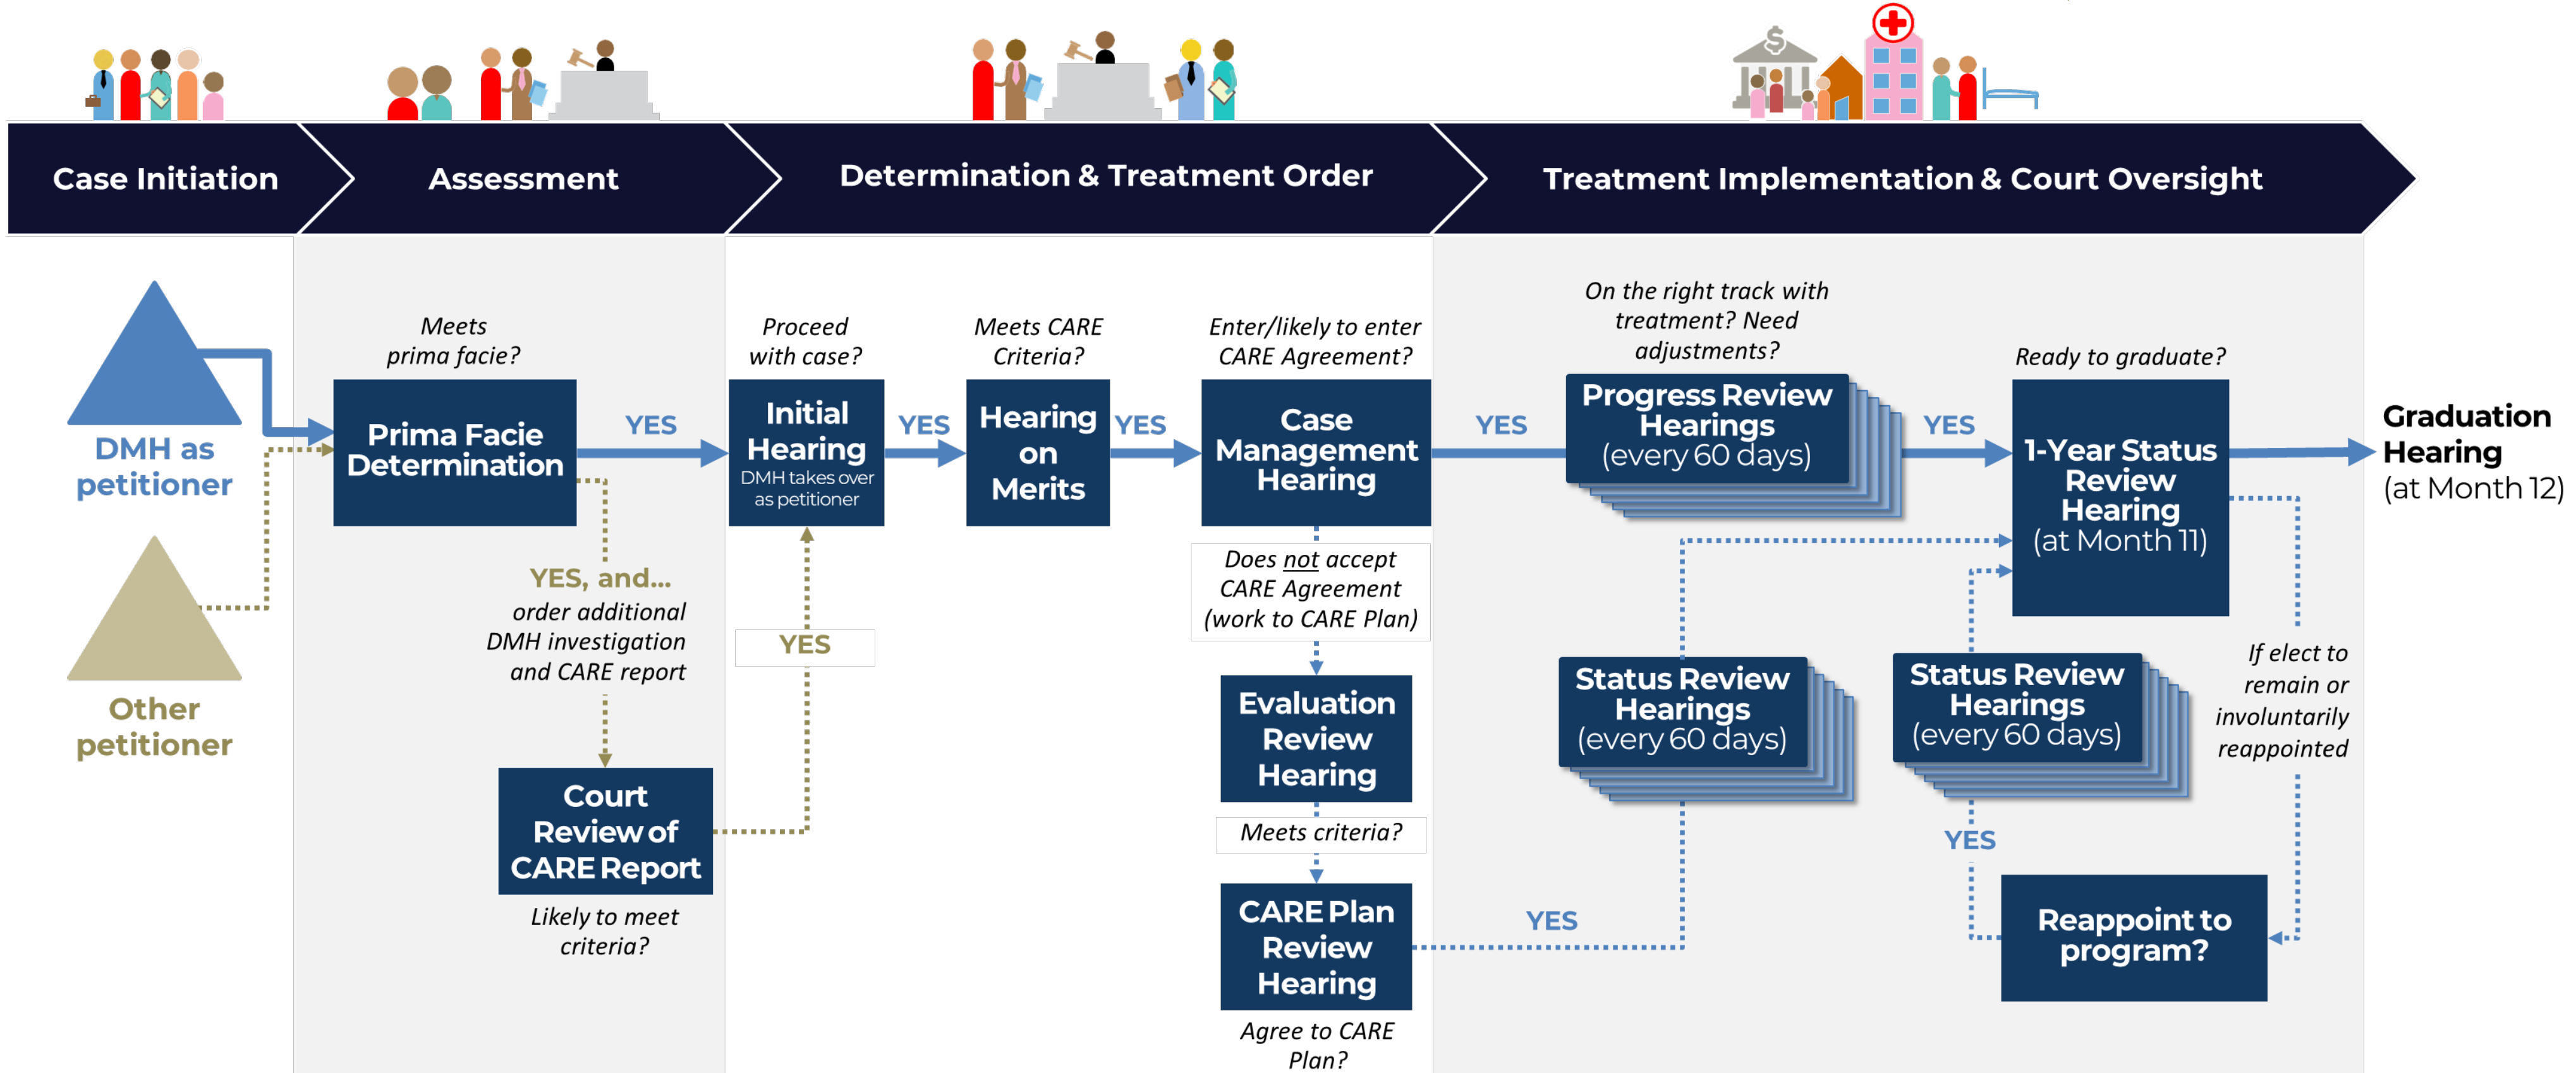 Case Initiation
Assessment
Determination & Treatment Order
Treatment Implementation & Court Oversight
DMH as
petitioner
Other
petitioner
Meets
prima facie?
Prima Facie
Determination
YES
YES, and...
order additional
DMH investigation
and CARE report
Court
Review of
CARE Report
Likely to meet
criteria?
YES
Proceed
with case?
Initial
Hearing
DMH takes over
as petitioner
YES
Meets CARE
Criteria?
Hearing
on
Merits
YES
Enter/likely to enter
CARE Agreement?
Case
Management
Hearing
Does not accept
CARE Agreement
(work to CARE Plan)
Evaluation
Review
Hearing
Meets criteria?
CARE Plan
Review
Hearing
Agree to CARE
Plan?
YES
On the right track with
treatment? Need
adjustments?
Progress Review
Hearings
(every 60 days)
YES
YES
Status Review
Hearings
(every 60 days)
Ready to graduate?
1-Year Status
Review
Hearing
(at Month 11)
Status Review
Hearings
(every 60 days)
YES
If elect to
remain or
involuntarily
reappointed
Reappoint to
program?
Graduation
Hearing
(at Month 12)
$